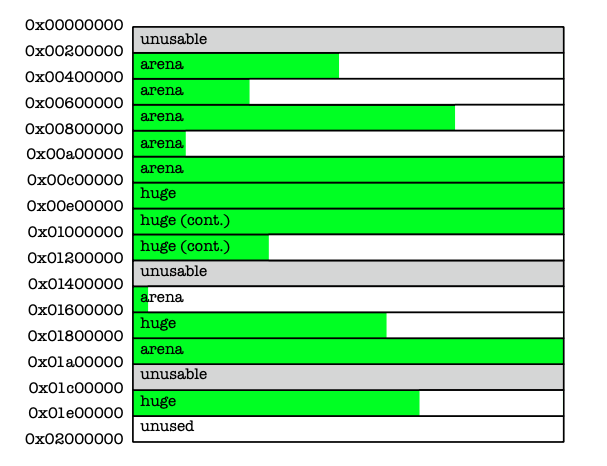 0x00000000
unusable
0x00200000
arena
0x00400000
arena
0x00600000
arena
0x00800000
arena
0x00a00000
arena
0x00c00000
huge
0x00e00000
huge (cont.)
0x01000000
huge (cont.)
0x01200000
unusable
0x01400000
arena
0x01600000
huge
0x01800000
arena
0x01a00000
unusable
0x01c00000
huge
0x01e00000
unused
0x02000000